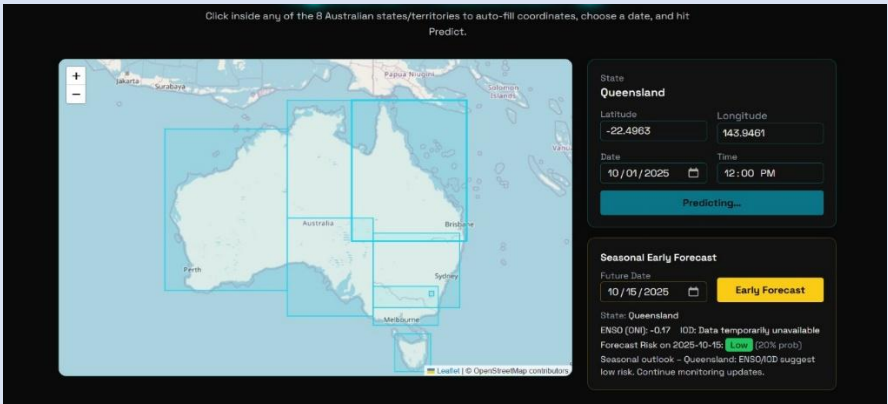 Click inside any of the 8 Australian states/territories to auto-fill coordinates, choose a date, and hit
Predict.
+
−
Jakarta
Surabaya
Papua Niugini
Solomon
Islands
Australia
Brisbane
Perth
Sydney
Melbourne
Leaflet | © OpenStreetMap contributors
State
Queensland
Latitude Longitude
-22.4963 143.9461
Date Time
10/01/2025 12:00 PM
Predicting...
Seasonal Early Forecast
Future Date
10/15/2025 Early Forecast
State: Queensland
ENSO (ONI): -0.17 IOD: Data temporarily unavailable
Forecast Risk on 2025-10-15: Low (20% prob)
Seasonal outlook – Queensland: ENSO/IOD suggest
low risk. Continue monitoring updates.